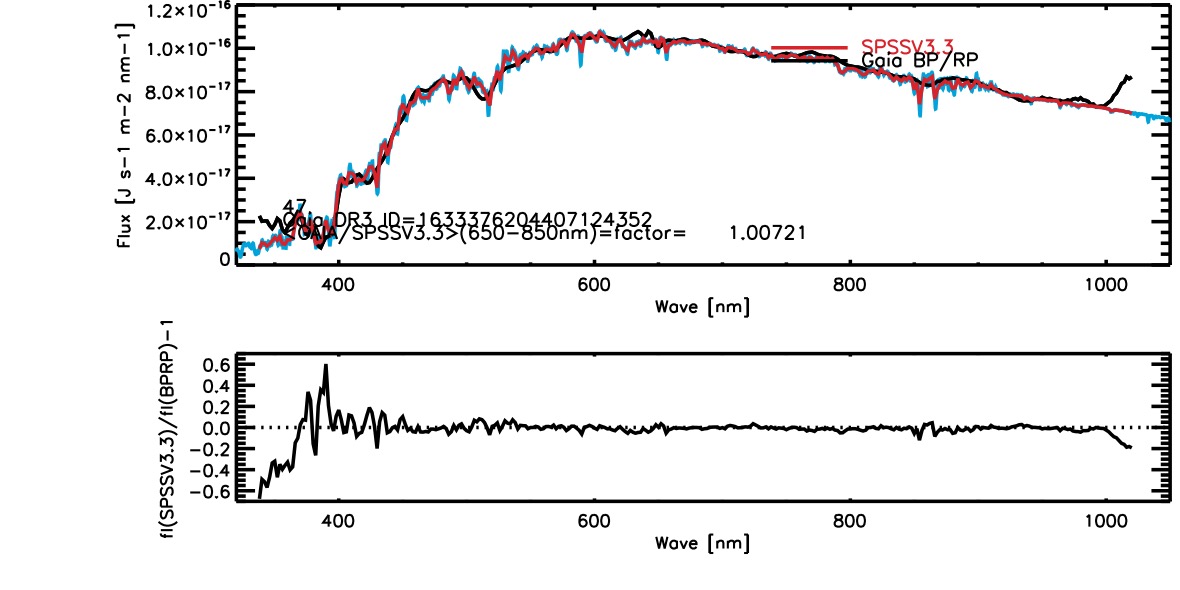 1.2×10−16
1.0×10−16
8.0×10−17
6.0×10−17
4.0×10−17
2.0×10−17
0
Flux [J s−1 m−2 nm−1]
SPSSV3.3
Gaia BP/RP
47
Gaia DR3 ID=1633376204407124352
<GAIA/SPSSV3.3>(650−850nm)=factor= 1.00721
400 600 800 1000
Wave [nm]
fl(SPSSV3.3)/fl(BPRP)−1
0.6
0.4
0.2
0.0
−0.2
−0.4
−0.6
400 600 800 1000
Wave [nm]